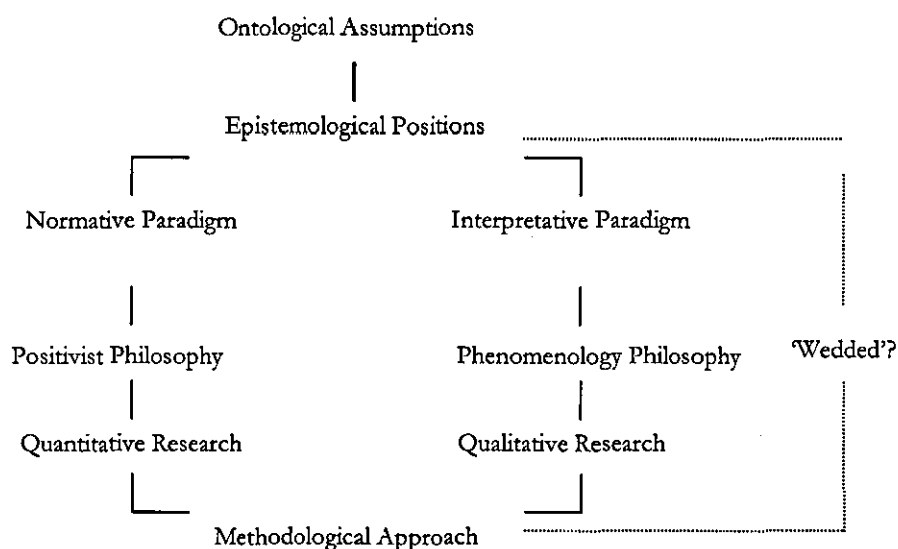 Ontological Assumptions
Epistemological Positions
Normative Paradigm
Interpretative Paradigm
Positivist Philosophy
Phenomenology Philosophy
‘Wedded’?
Quantitative Research
Qualitative Research
Methodological Approach